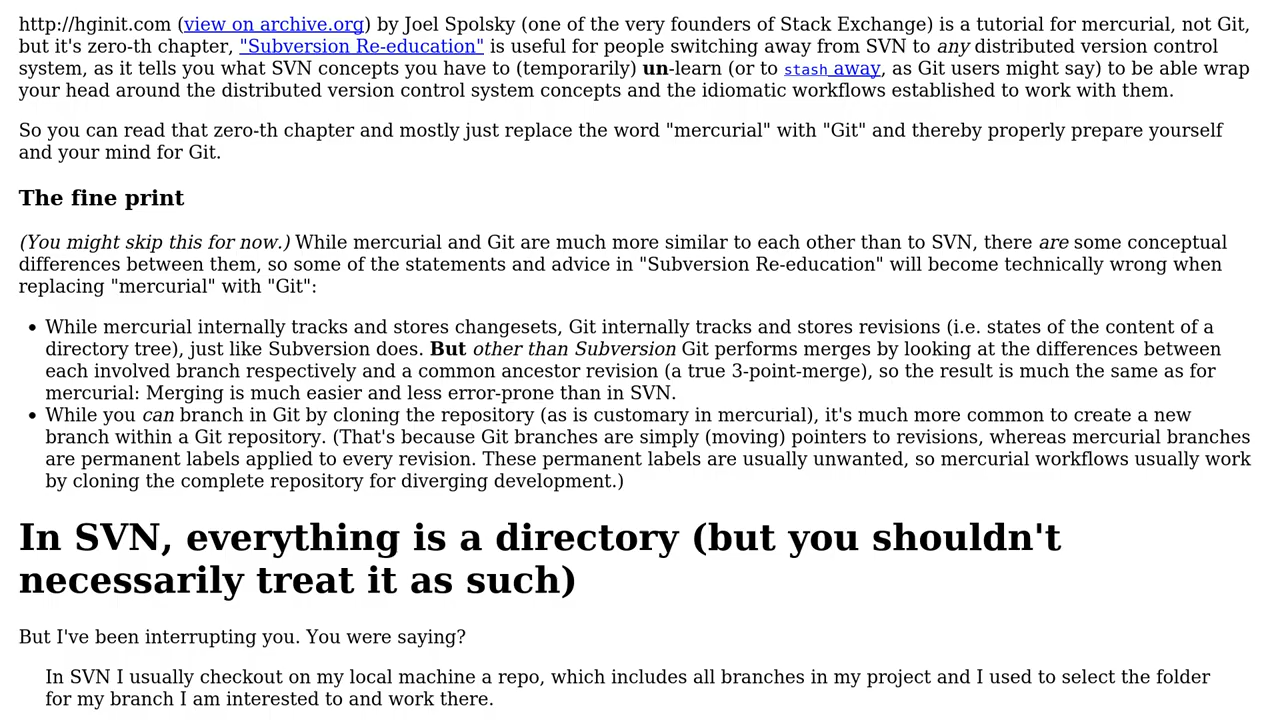 http://hginit.com (view on archive.org) by Joel Spolsky (one of the very founders of Stack Exchange) is a tutorial for mercurial, not Git,
but it's zero-th chapter, "Subversion Re-education" is useful for people switching away from SVN to any distributed version control
system, as it tells you what SVN concepts you have to (temporarily) un-learn (or to stash away, as Git users might say) to be able wrap
your head around the distributed version control system concepts and the idiomatic workflows established to work with them.
So you can read that zero-th chapter and mostly just replace the word "mercurial" with "Git" and thereby properly prepare yourself
and your mind for Git.
The fine print
(You might skip this for now.) While mercurial and Git are much more similar to each other than to SVN, there are some conceptual
differences between them, so some of the statements and advice in "Subversion Re-education" will become technically wrong when
replacing "mercurial" with "Git":
• While mercurial internally tracks and stores changesets, Git internally tracks and stores revisions (i.e. states of the content of a
directory tree), just like Subversion does. But other than Subversion Git performs merges by looking at the differences between
each involved branch respectively and a common ancestor revision (a true 3-point-merge), so the result is much the same as for
mercurial: Merging is much easier and less error-prone than in SVN.
• While you can branch in Git by cloning the repository (as is customary in mercurial), it's much more common to create a new
branch within a Git repository. (That's because Git branches are simply (moving) pointers to revisions, whereas mercurial branches
are permanent labels applied to every revision. These permanent labels are usually unwanted, so mercurial workflows usually work
by cloning the complete repository for diverging development.)
In SVN, everything is a directory (but you shouldn't
necessarily treat it as such)
But I've been interrupting you. You were saying?
In SVN I usually checkout on my local machine a repo, which includes all branches in my project and I used to select the folder
for my branch I am interested to and work there.